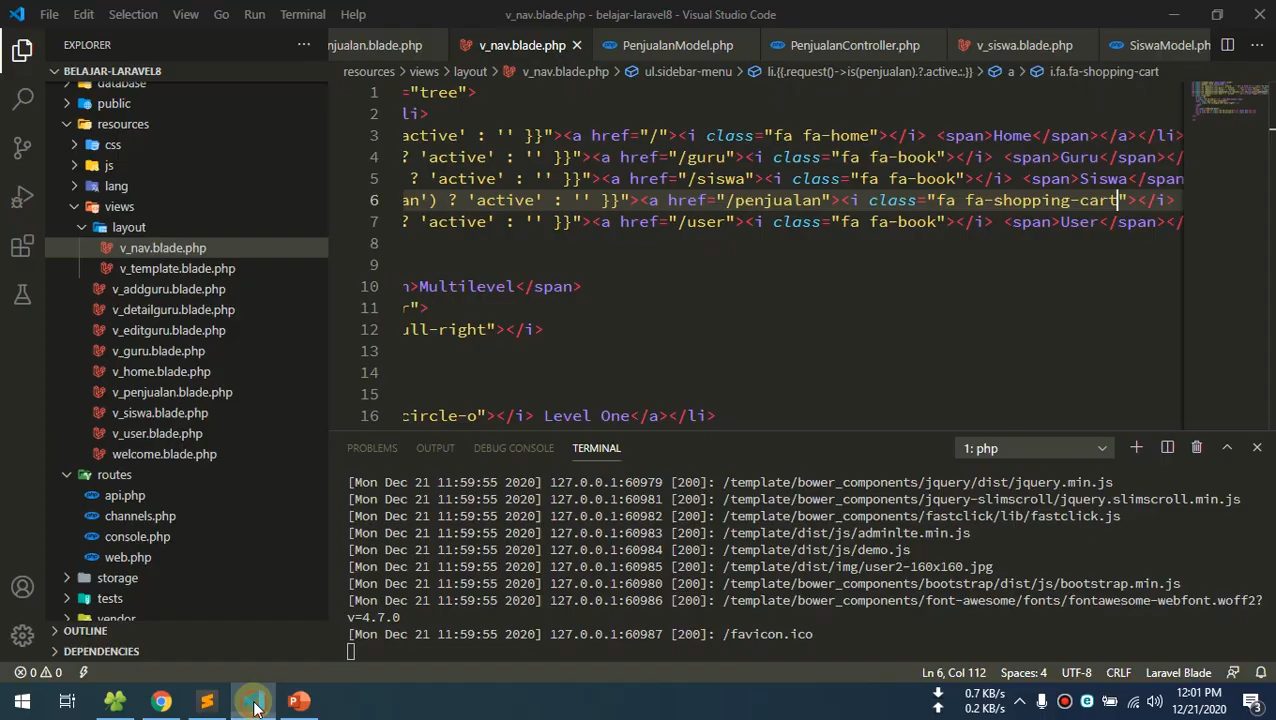 File Edit Selection View Go Run Terminal Help v_nav.blade.php - belajar-laravel8 - Visual Studio Code
EXPLORER
njualan.blade.php v_nav.blade.php PenjualanModel.php PenjualanController.php v_siswa.blade.php SiswaModel.ph
BELAJAR-LARAVEL8
resources > views > layout > v_nav.blade.php > ul.sidebar-menu > li.{{.request()->is(penjualan).?.active.:.}} > a > i.fa.fa-shopping-cart
database
public
resources
css
js
lang
views
layout
v_nav.blade.php
v_template.blade.php
v_addguru.blade.php
v_detailguru.blade.php
v_editguru.blade.php
v_guru.blade.php
v_home.blade.php
v_penjualan.blade.php
v_siswa.blade.php
v_user.blade.php
welcome.blade.php
routes
api.php
channels.php
console.php
web.php
storage
tests
vendor
OUTLINE
DEPENDENCIES
1 ="tree">
2 li>
3 active' : '' }}"><a href="/"><i class="fa fa-home"></i> <span>Home</span></a></li>
4 ? 'active' : '' }}"><a href="/guru"><i class="fa fa-book"></i> <span>Guru</span></
5 ? 'active' : '' }}"><a href="/siswa"><i class="fa fa-book"></i> <span>Siswa</span
6 an') ? 'active' : '' }}"><a href="/penjualan"><i class="fa fa-shopping-cart"></i>
7 ? 'active' : '' }}"><a href="/user"><i class="fa fa-book"></i> <span>User</span></
8
9
10 n>Multilevel</span>
11 r">
12 ull-right"></i>
13
14
15
16 circle-o"></i> Level One</a></li>
PROBLEMS OUTPUT DEBUG CONSOLE TERMINAL 1: php
[Mon Dec 21 11:59:55 2020] 127.0.0.1:60979 [200]: /template/bower_components/jquery/dist/jquery.min.js
[Mon Dec 21 11:59:55 2020] 127.0.0.1:60981 [200]: /template/bower_components/jquery-slimscroll/jquery.slimscroll.min.js
[Mon Dec 21 11:59:55 2020] 127.0.0.1:60982 [200]: /template/bower_components/fastclick/lib/fastclick.js
[Mon Dec 21 11:59:55 2020] 127.0.0.1:60983 [200]: /template/dist/js/adminlte.min.js
[Mon Dec 21 11:59:55 2020] 127.0.0.1:60984 [200]: /template/dist/js/demo.js
[Mon Dec 21 11:59:55 2020] 127.0.0.1:60985 [200]: /template/dist/img/user2-160x160.jpg
[Mon Dec 21 11:59:55 2020] 127.0.0.1:60980 [200]: /template/bower_components/bootstrap/dist/js/bootstrap.min.js
[Mon Dec 21 11:59:55 2020] 127.0.0.1:60986 [200]: /template/bower_components/font-awesome/fonts/fontawesome-webfont.woff2?
v=4.7.0
[Mon Dec 21 11:59:55 2020] 127.0.0.1:60987 [200]: /favicon.ico
0 0 Ln 6, Col 112 Spaces: 4 UTF-8 CRLF Laravel Blade
0.7 KB/s
0.2 KB/s
12:01 PM
12/21/2020
3